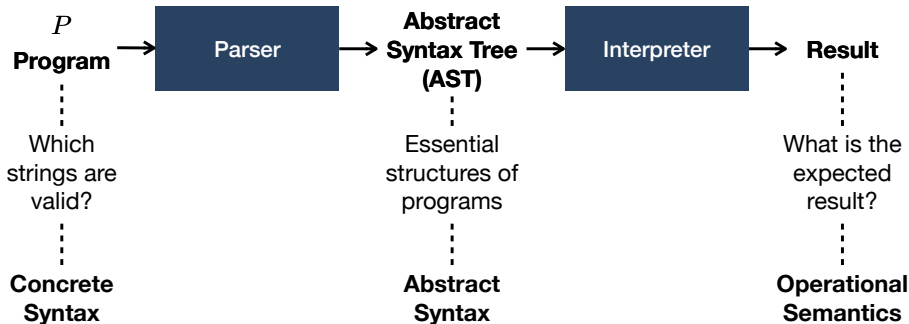 P
Program
Parser
Abstract
Syntax Tree
(AST)
Interpreter
Result
Which
strings are
valid?
Essential
structures of
programs
What is the
expected
result?
Concrete
Syntax
Abstract
Syntax
Operational
Semantics